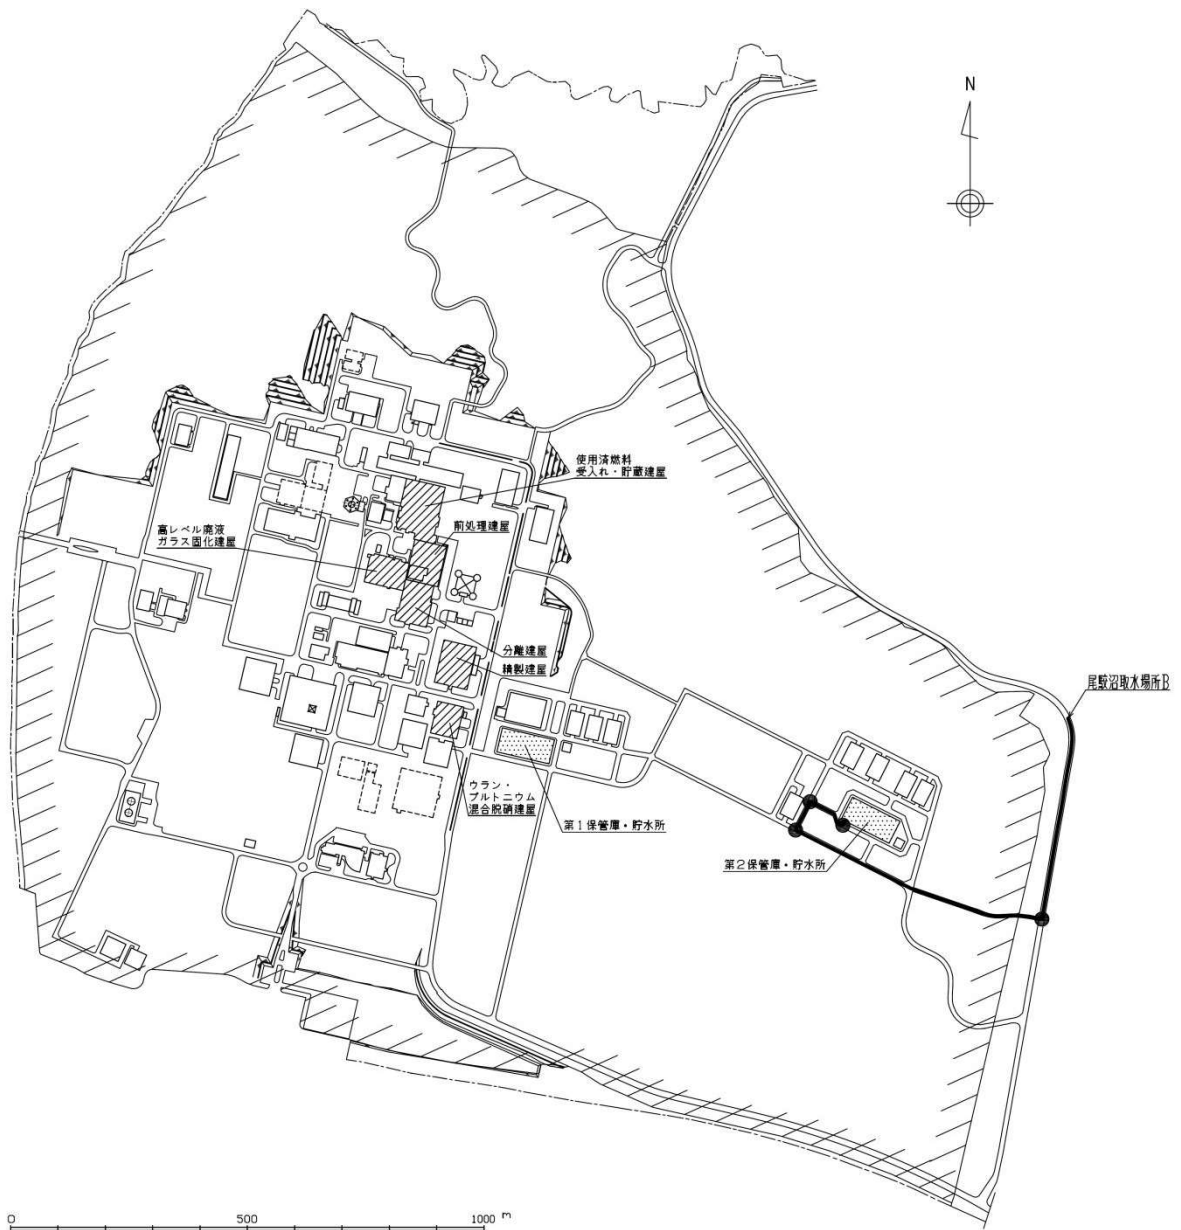 N
使用済燃料
受入れ・貯蔵建屋
高レベル廃液
ガラス固化建屋
前処理建屋
分離建屋
精製建屋
尾駮沼取水場所B
ウラン・
プルトニウム
混合脱硝建屋
第1保管庫・貯水所
第2保管庫・貯水所
0 500 1000 m